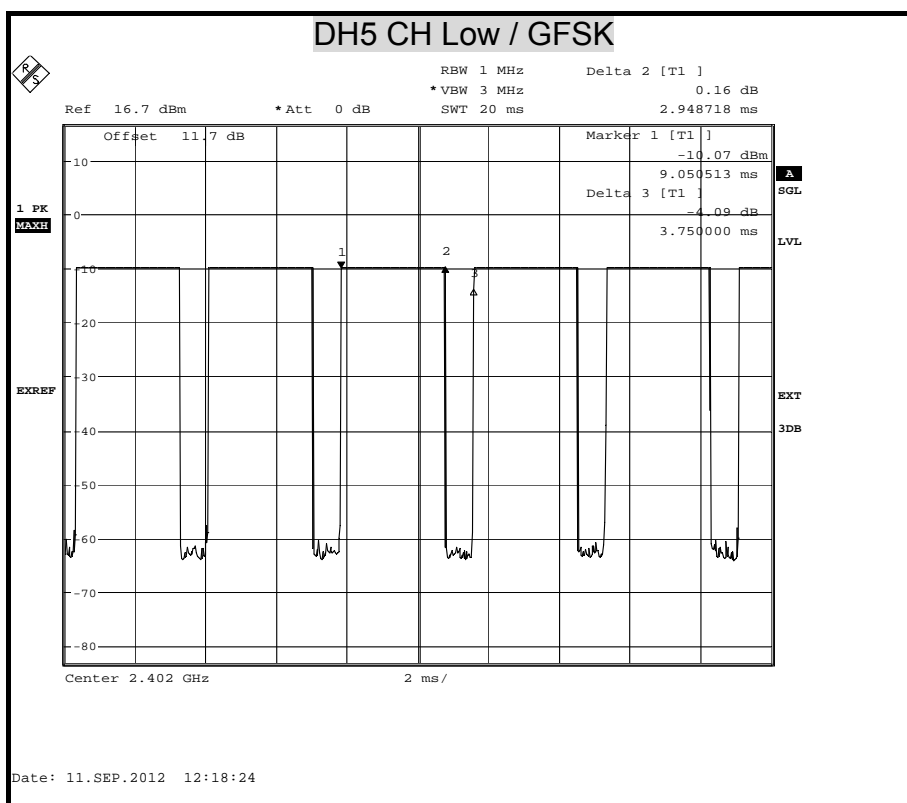 DH5 CH Low / GFSK
R S
RBW 1 MHz Delta 2 [T1 ]
* VBW 3 MHz 0.16 dB
Ref 16.7 dBm * Att 0 dB SWT 20 ms 2.948718 ms
Offset 11.7 dB Marker 1 [T1 ]
-10.07 dBm
9.050513 ms
Delta 3 [T1 ]
-4.09 dB
3.750000 ms
10
0
-10
-20
-30
-40
-50
-60
-70
-80
1 PK
MAXH
EXREF
1
2
3
A
SGL
LVL
EXT
3DB
Center 2.402 GHz 2 ms/
Date: 11.SEP.2012 12:18:24